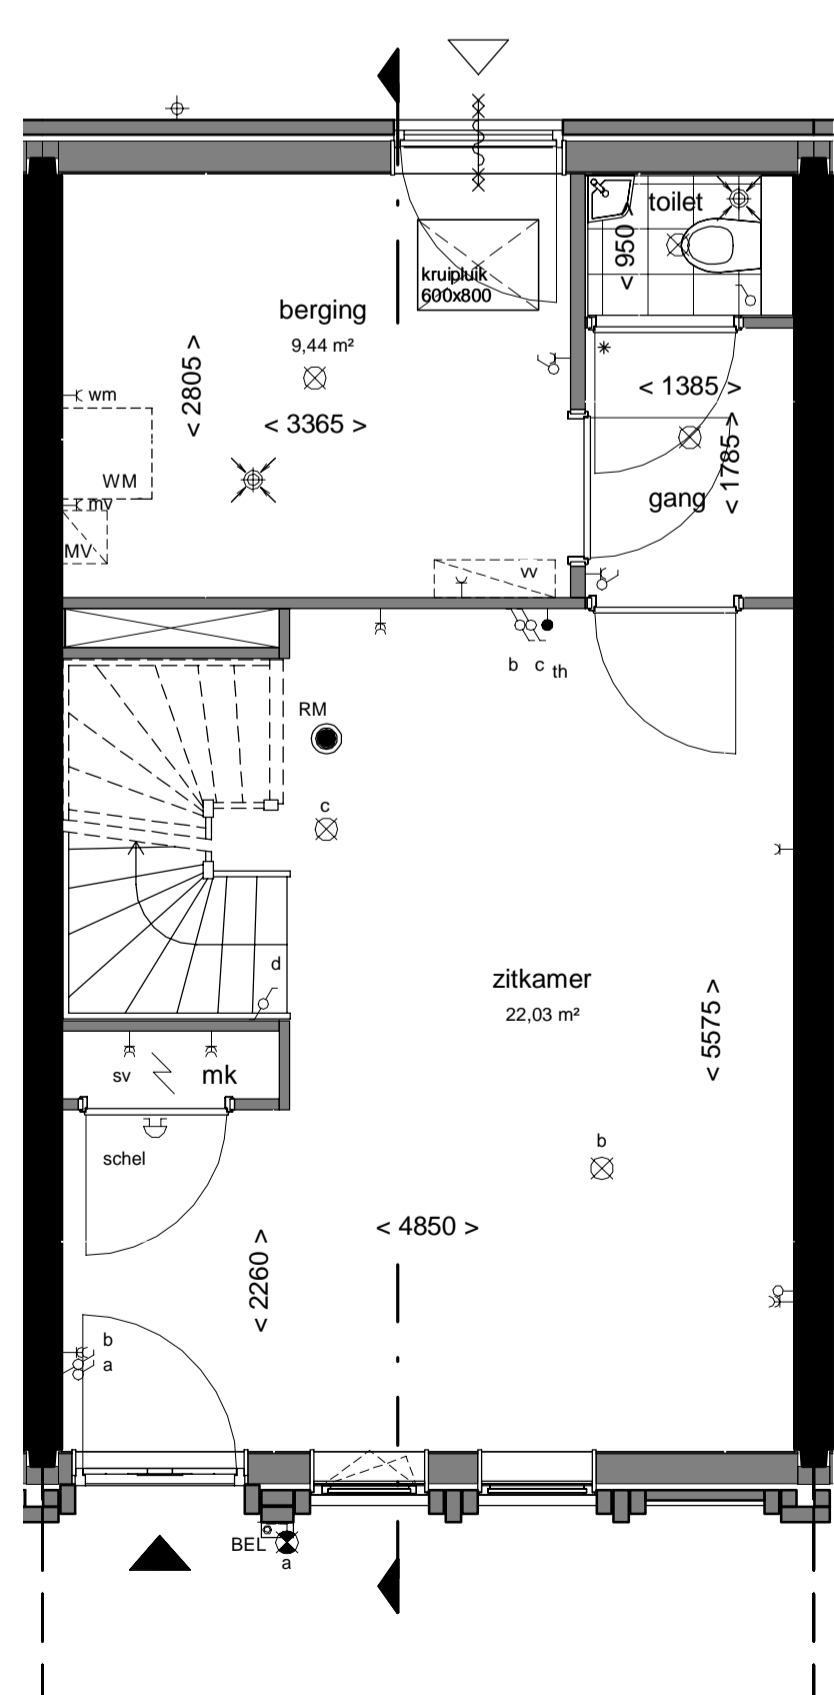 toilet
< 950 >
kruipluik
600x800
berging
9,44 m²
< 2805 >
< 3365 >
< 1385 >
< 1785 >
gang
wm
WM
mv
MV
vv
b c th
RM
c
d
zitkamer
22,03 m²
< 5575 >
sv
mk
schel
b
< 4850 >
< 2260 >
b
a
BEL
a